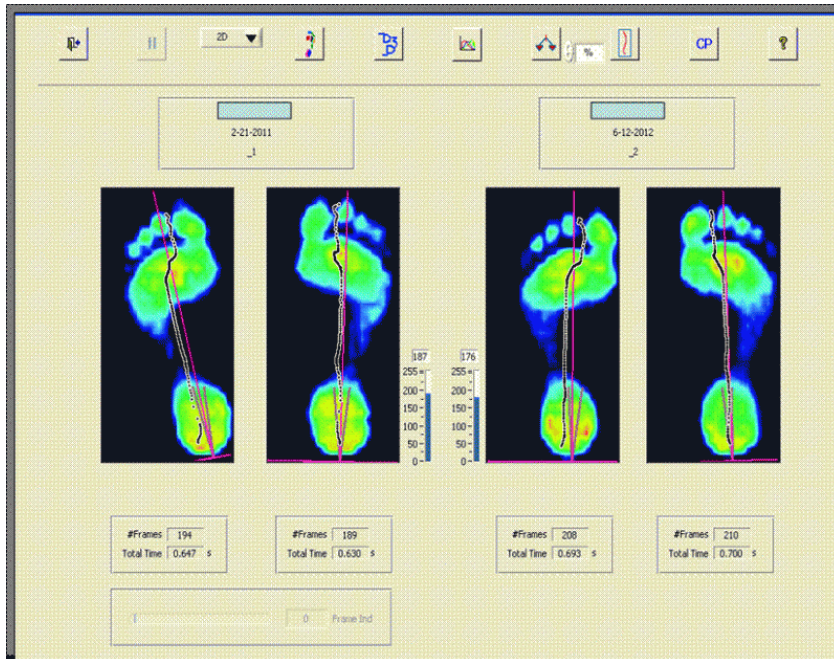 2D
%
CP
?
2-21-2011
_1
6-12-2012
_2
187
255
200
150
100
50
0
176
255
200
150
100
50
0
#Frames 194
Total Time 0.647 s
#Frames 189
Total Time 0.630 s
#Frames 208
Total Time 0.693 s
#Frames 210
Total Time 0.700 s
0 Frame Ind